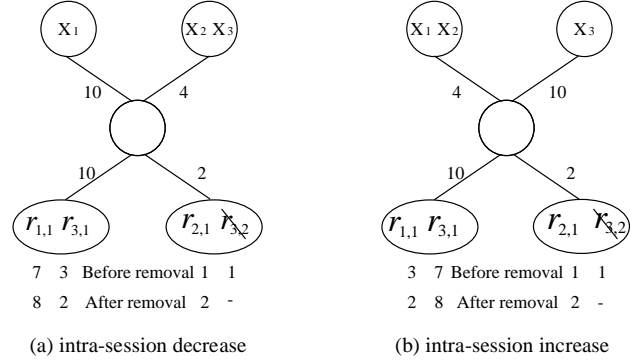 X1 X2 X3 X1 X2 X3
10 4 4 10
10 2 10 2
r1,1 r3,1 r2,1 r3,2 r1,1 r3,1 r2,1 r3,2
7 3 Before removal 1 1 3 7 Before removal 1 1
8 2 After removal 2 - 2 8 After removal 2 -
(a) intra-session decrease (b) intra-session increase